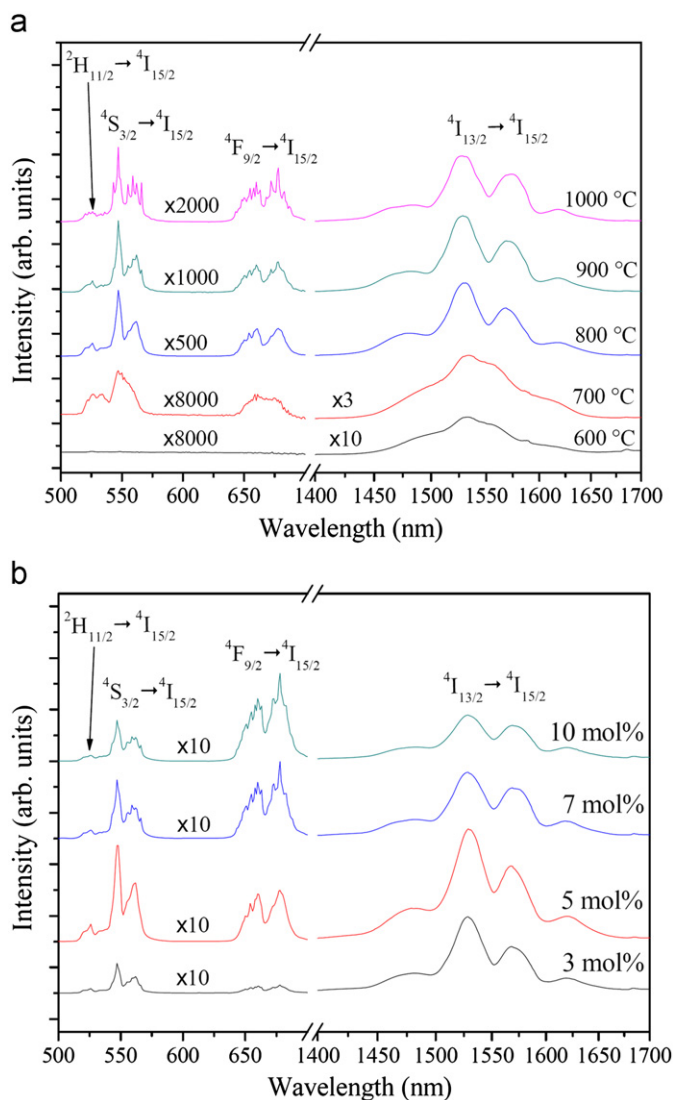 a
²H₁₁/₂ → ⁴I₁₅/₂
⁴S₃/₂ → ⁴I₁₅/₂
⁴F₉/₂ → ⁴I₁₅/₂
⁴I₁₃/₂ → ⁴I₁₅/₂
x2000 1000 °C
x1000 900 °C
x500 800 °C
x8000 x3 700 °C
x8000 x10 600 °C
Intensity (arb. units)
500 550 600 650 1400 1450 1500 1550 1600 1650 1700
Wavelength (nm)
b
²H₁₁/₂ → ⁴I₁₅/₂
⁴S₃/₂ → ⁴I₁₅/₂
⁴F₉/₂ → ⁴I₁₅/₂
⁴I₁₃/₂ → ⁴I₁₅/₂
x10 10 mol%
x10 7 mol%
x10 5 mol%
x10 3 mol%
Intensity (arb. units)
500 550 600 650 1400 1450 1500 1550 1600 1650 1700
Wavelength (nm)